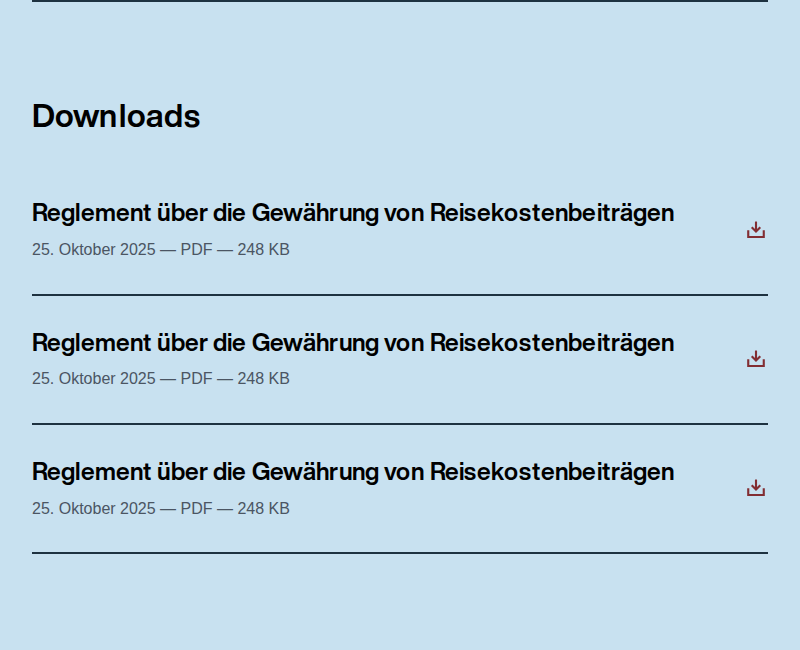 Downloads
Reglement über die Gewährung von Reisekostenbeiträgen
25. Oktober 2025 — PDF — 248 KB
Reglement über die Gewährung von Reisekostenbeiträgen
25. Oktober 2025 — PDF — 248 KB
Reglement über die Gewährung von Reisekostenbeiträgen
25. Oktober 2025 — PDF — 248 KB